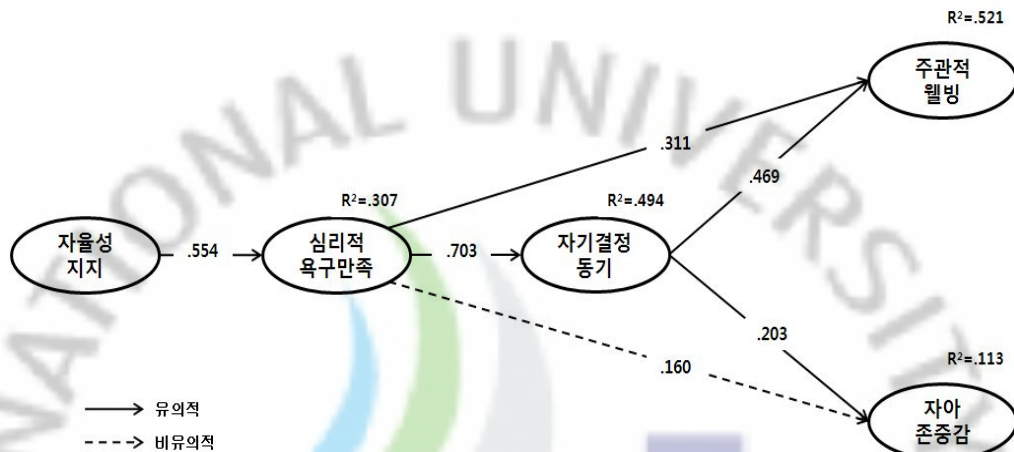 R²=.521
주관적
웰빙
.311
.469
R²=.307
R²=.494
자율성
지지
.554
심리적
욕구만족
.703
자기결정
동기
.203
.160
R²=.113
자아
존중감
유의적
비유의적
NATIONAL UNIVERSITY